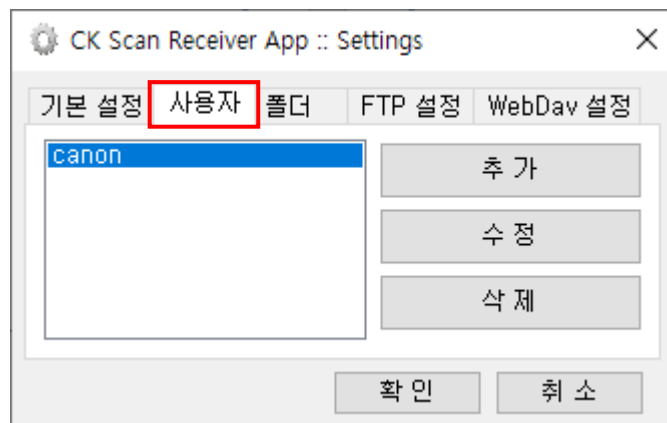 CK Scan Receiver App :: Settings
기본 설정 사용자 폴더 FTP 설정 WebDav 설정
canon
추 가
수 정
삭 제
확 인 취 소